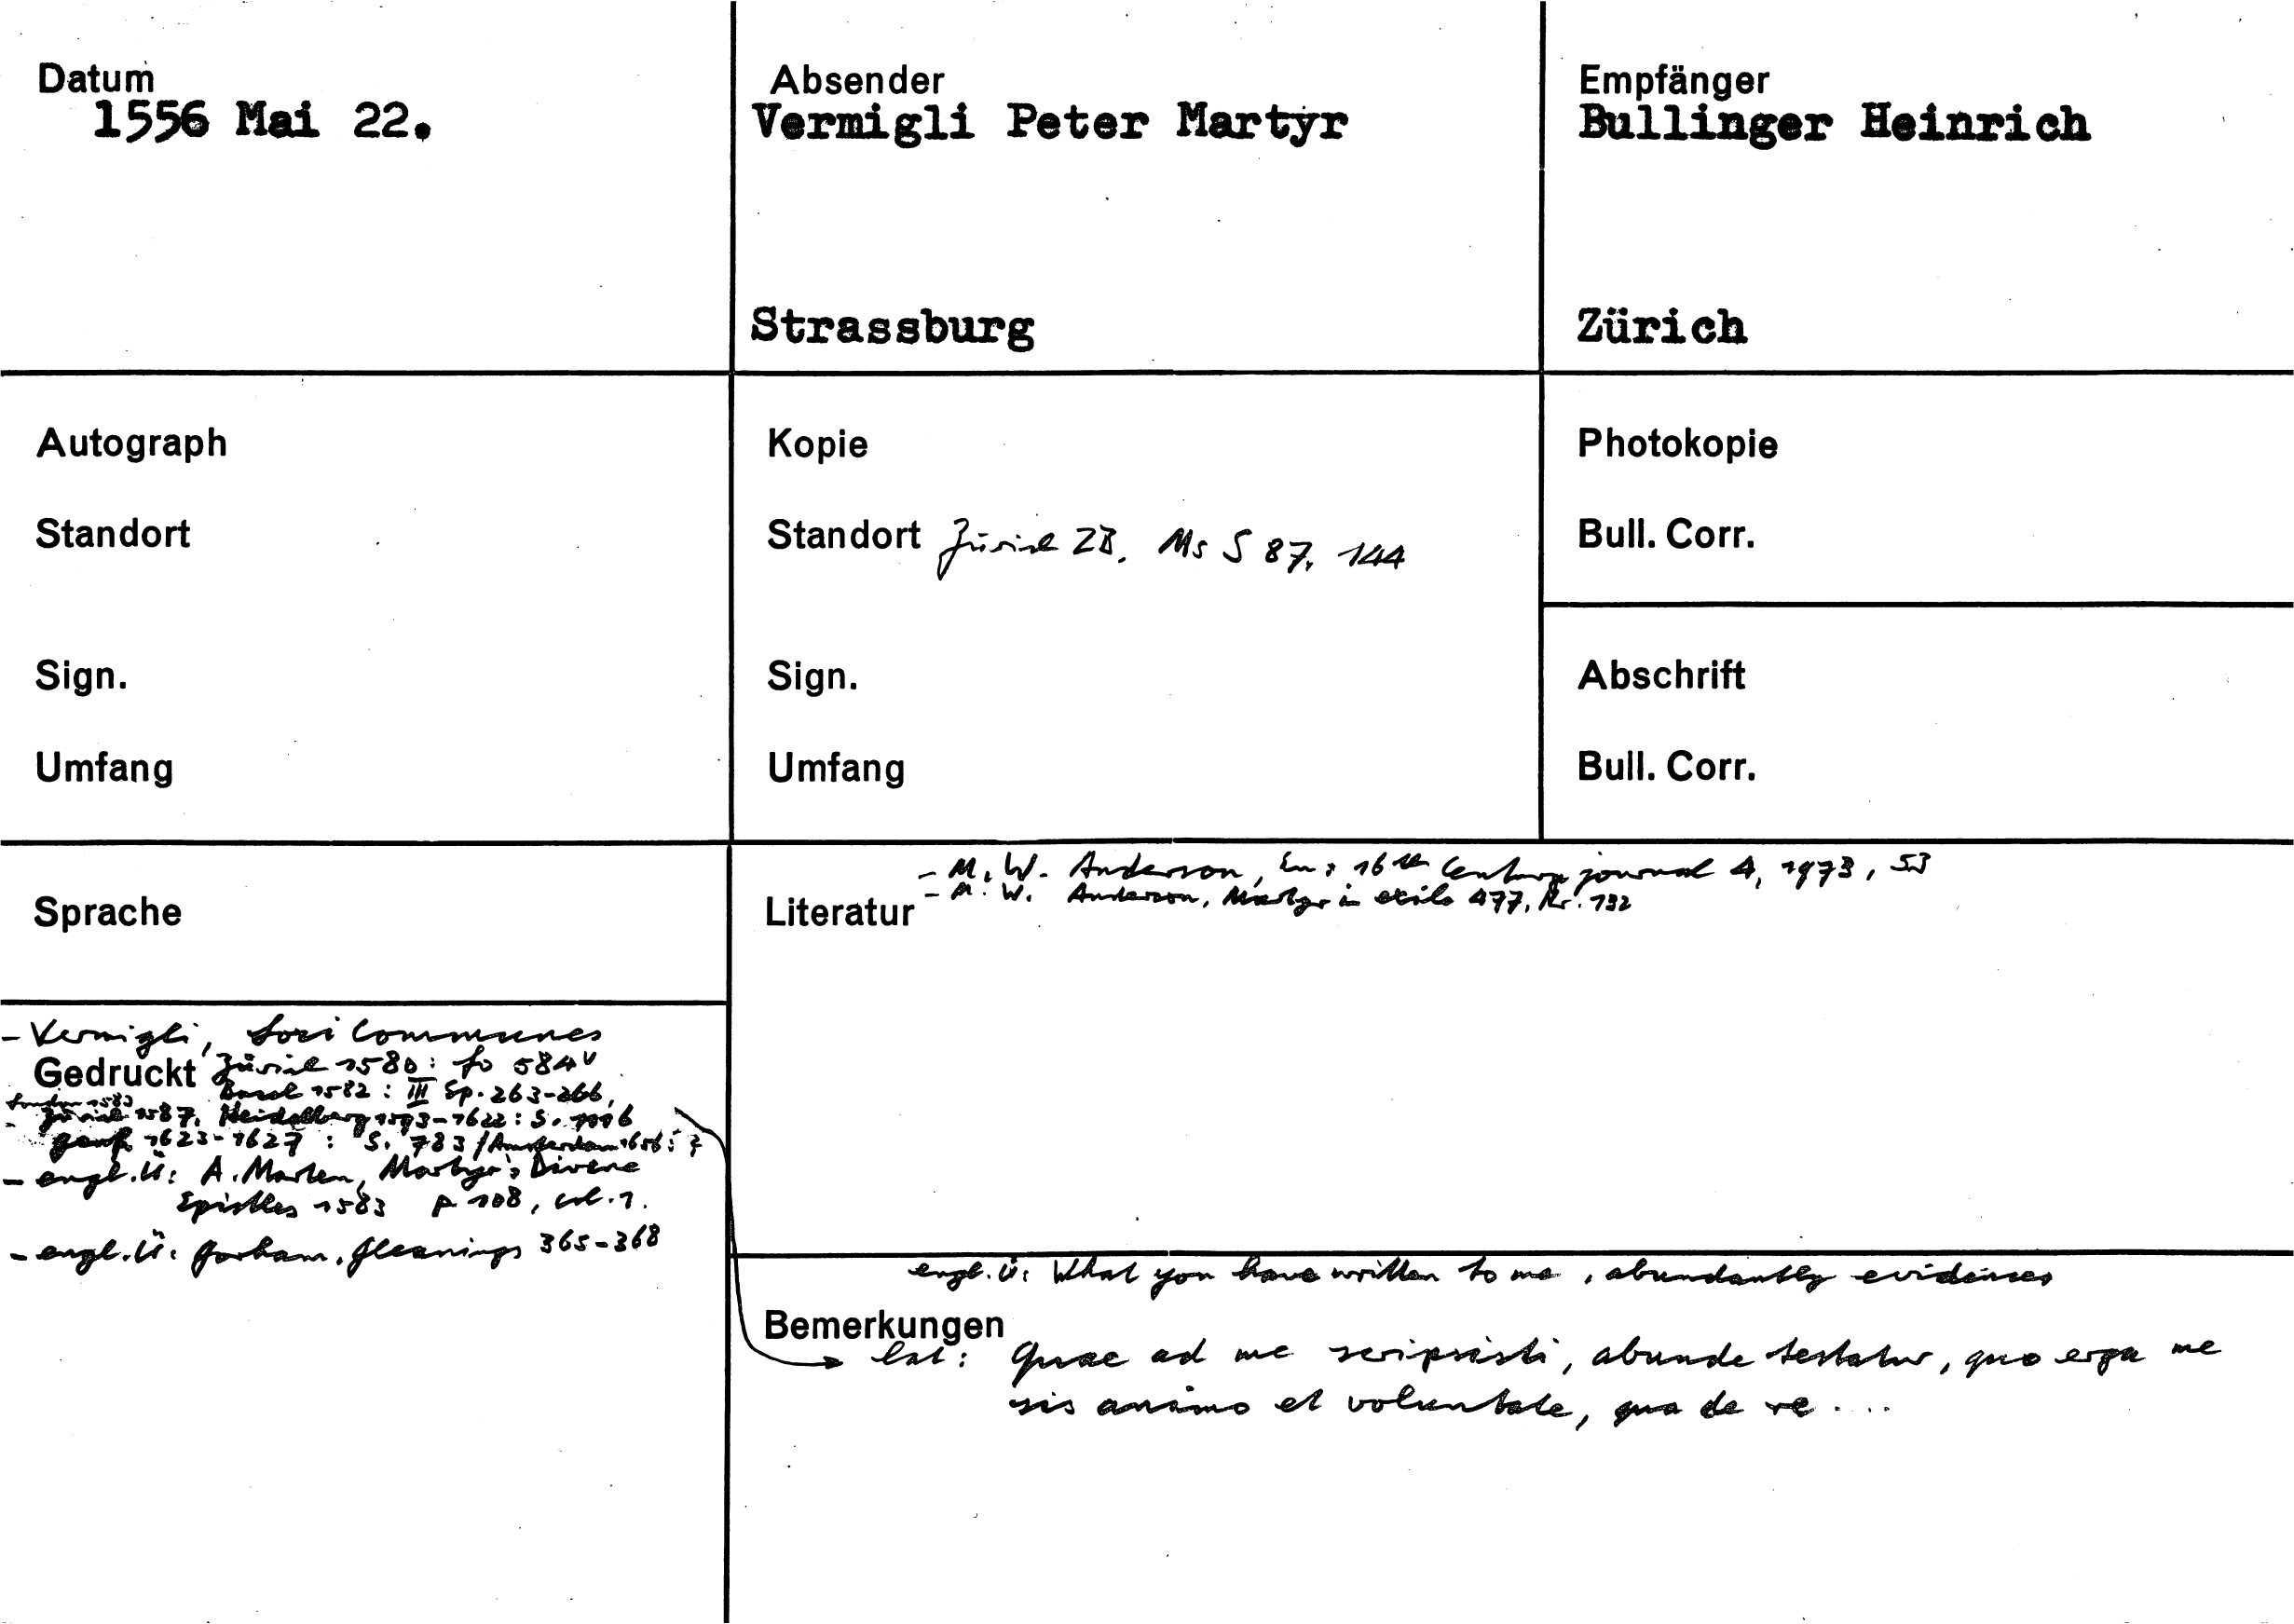 Datum
1556 Mai 22.
Absender
Vermigli Peter Martyr
Strassburg
Empfänger
Bullinger Heinrich
Zürich
Autograph
Standort
Sign.
Umfang
Kopie
Standort Zürich ZB. Ms S 87, 144
Sign.
Umfang
Photokopie
Bull. Corr.
Abschrift
Bull. Corr.
Sprache
- M. W. Anderson, in: 16th Century journal 4, 1973, 53
- M. W. Anderson, Martyr in exile 477, Nr. 132
Literatur
- Vermigli, Loci Communes
Gedruckt Zürich 1580: fo 584v
Basel 1582: III Sp. 263-266,
London 1583
Zürich 1587, Heidelberg 1593-1622: S. 1116
Genf 1623-1627: S. 783 / Amsterdam 1656: ?
- engl. Ü: A. Marten, Martyr's Divine
Epistles 1583 p. 108, col. 1.
- engl. Ü: Gorham, Gleanings 365-368
engl. Ü: What you have written to me, abundantly evidences
Bemerkungen
lat: Quae ad me scripsisti, abunde testatur, quo erga me
sis animo et voluntate, qua de re ....